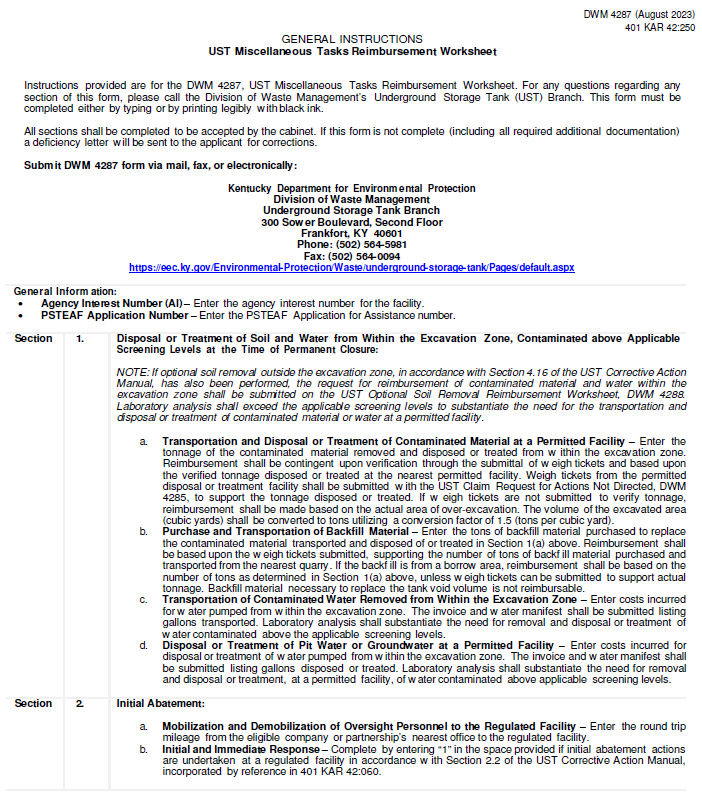 DWM 4287 (August 2023)
401 KAR 42:250
GENERAL INSTRUCTIONS
UST Miscellaneous Tasks Reimbursement Worksheet
Instructions provided are for the DWM 4287, UST Miscellaneous Tasks Reimbursement Worksheet. For any questions regarding any
section of this form, please call the Division of Waste Management's Underground Storage Tank (UST) Branch. This form must be
completed either by typing or by printing legibly with black ink.
All sections shall be completed to be accepted by the cabinet. If this form is not complete (including all required additional documentation)
a deficiency letter will be sent to the applicant for corrections.
Submit DWM 4287 form via mail, fax, or electronically:
Kentucky Department for Environmental Protection
Division of Waste Management
Underground Storage Tank Branch
300 Sower Boulevard, Second Floor
Frankfort, KY 40601
Phone: (502) 564-5981
Fax: (502) 564-0094
https://eec.ky.gov/Environmental-Protection/Waste/underground-storage-tank/Pages/default.aspx
General Information:
• Agency Interest Number (AI) – Enter the agency interest number for the facility.
• PSTEAF Application Number – Enter the PSTEAF Application for Assistance number.
Section 1. Disposal or Treatment of Soil and Water from Within the Excavation Zone, Contaminated above Applicable
Screening Levels at the Time of Permanent Closure:
NOTE: If optional soil removal outside the excavation zone, in accordance with Section 4.16 of the UST Corrective Action
Manual, has also been performed, the request for reimbursement of contaminated material and water within the
excavation zone shall be submitted on the UST Optional Soil Removal Reimbursement Worksheet, DWM 4288.
Laboratory analysis shall exceed the applicable screening levels to substantiate the need for the transportation and
disposal or treatment of contaminated material or water at a permitted facility.
a. Transportation and Disposal or Treatment of Contaminated Material at a Permitted Facility – Enter the
tonnage of the contaminated material removed and disposed or treated from within the excavation zone.
Reimbursement shall be contingent upon verification through the submittal of weigh tickets and based upon
the verified tonnage disposed or treated at the nearest permitted facility. Weigh tickets from the permitted
disposal or treatment facility shall be submitted with the UST Claim Request for Actions Not Directed, DWM
4285, to support the tonnage disposed or treated. If weigh tickets are not submitted to verify tonnage,
reimbursement shall be made based on the actual area of over-excavation. The volume of the excavated area
(cubic yards) shall be converted to tons utilizing a conversion factor of 1.5 (tons per cubic yard).
b. Purchase and Transportation of Backfill Material – Enter the tons of backfill material purchased to replace
the contaminated material transported and disposed of or treated in Section 1(a) above. Reimbursement shall
be based upon the weigh tickets submitted, supporting the number of tons of backfill material purchased and
transported from the nearest quarry. If the backfill is from a borrow area, reimbursement shall be based on the
number of tons as determined in Section 1(a) above, unless weigh tickets can be submitted to support actual
tonnage. Backfill material necessary to replace the tank void volume is not reimbursable.
c. Transportation of Contaminated Water Removed from Within the Excavation Zone – Enter costs incurred
for water pumped from within the excavation zone. The invoice and water manifest shall be submitted listing
gallons transported. Laboratory analysis shall substantiate the need for removal and disposal or treatment of
water contaminated above the applicable screening levels.
d. Disposal or Treatment of Pit Water or Groundwater at a Permitted Facility – Enter costs incurred for
disposal or treatment of water pumped from within the excavation zone. The invoice and water manifest shall
be submitted listing gallons disposed or treated. Laboratory analysis shall substantiate the need for removal
and disposal or treatment, at a permitted facility, of water contaminated above applicable screening levels.
Section 2. Initial Abatement:
a. Mobilization and Demobilization of Oversight Personnel to the Regulated Facility – Enter the round trip
mileage from the eligible company or partnership's nearest office to the regulated facility.
b. Initial and Immediate Response – Complete by entering "1" in the space provided if initial abatement actions
are undertaken at a regulated facility in accordance with Section 2.2 of the UST Corrective Action Manual,
incorporated by reference in 401 KAR 42:060.